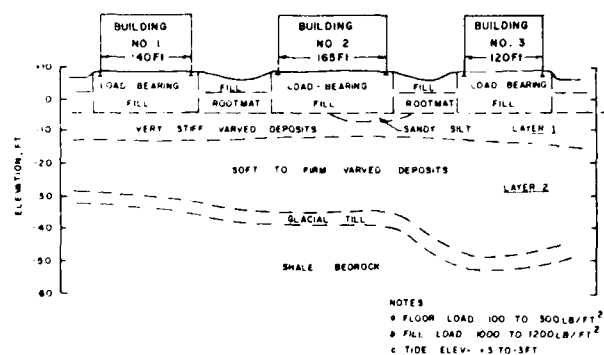 BUILDING
NO. 1
140FT
BUILDING
NO. 2
165FT
BUILDING
NO. 3
120FT
+10
LOAD BEARING
FILL
LOAD-BEARING
FILL
LOAD BEARING
0
FILL
ROOTMAT
FILL
ROOTMAT
FILL
-10
VERY STIFF VARVED DEPOSITS
SANDY SILT
LAYER 1
-20
SOFT TO FIRM VARVED DEPOSITS
LAYER 2
-30
-40
GLACIAL TILL
-50
SHALE BEDROCK
-60
ELEVATION, FT
NOTES
a FLOOR LOAD 100 TO 500LB/FT2
b FILL LOAD 1000 TO 1200LB/FT2
c TIDE ELEV- +3 TO-3FT